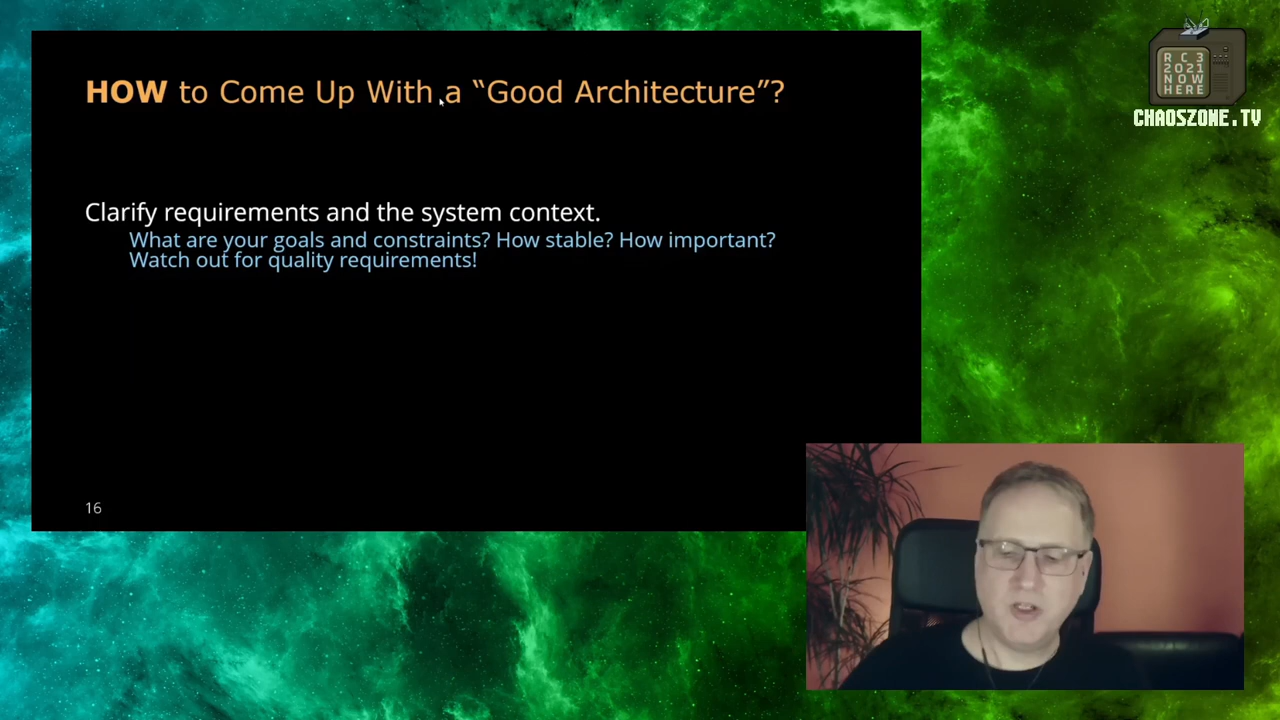 HOW to Come Up With a “Good Architecture”?
Clarify requirements and the system context.
What are your goals and constraints? How stable? How important?
Watch out for quality requirements!
16
R C 3
2021
NOW
HERE
CHAOSZONE.TV